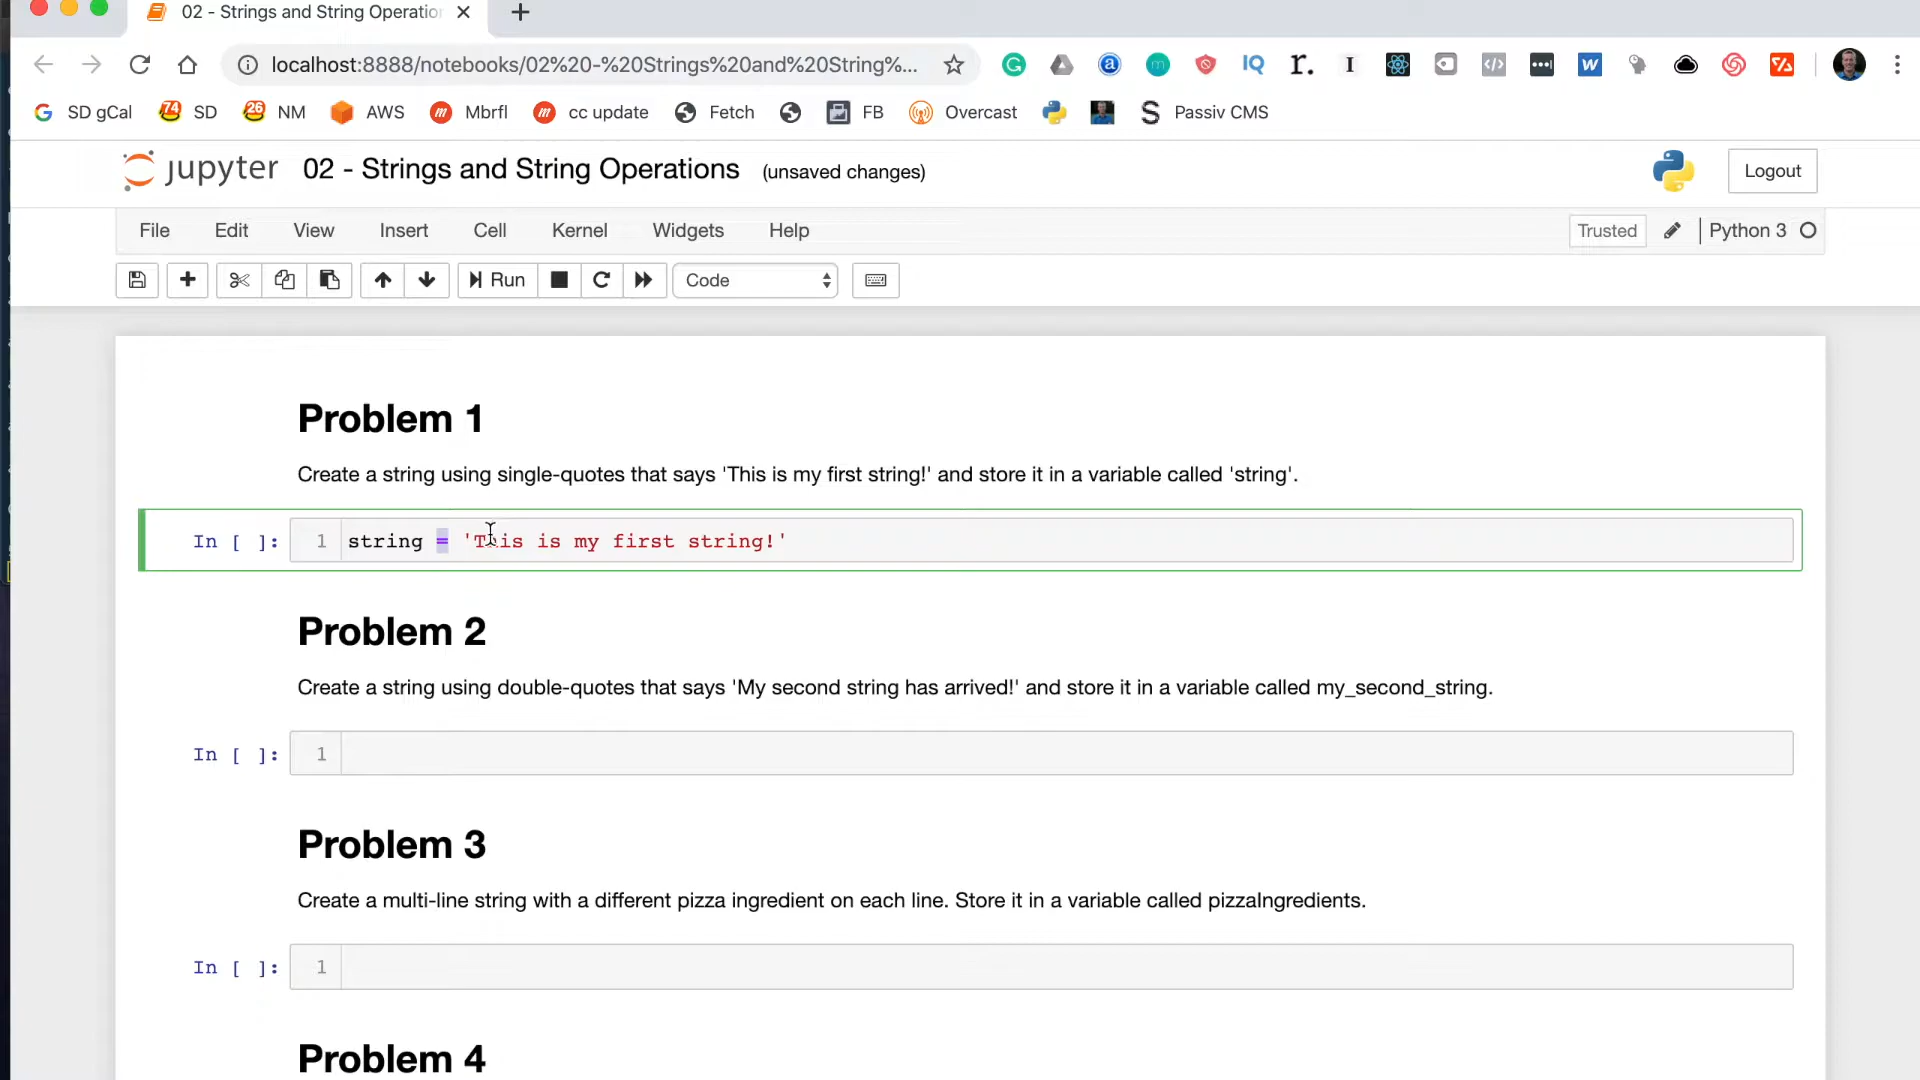 02 - Strings and String Operation
localhost:8888/notebooks/02%20-%20Strings%20and%20String%...
SD gCal SD NM AWS Mbrfl cc update Fetch FB Overcast Passiv CMS
jupyter 02 - Strings and String Operations (unsaved changes) Logout
File Edit View Insert Cell Kernel Widgets Help Trusted Python 3
Run Code
Problem 1
Create a string using single-quotes that says 'This is my first string!' and store it in a variable called 'string'.
In [ ]: 1 string = 'This is my first string!'
Problem 2
Create a string using double-quotes that says 'My second string has arrived!' and store it in a variable called my_second_string.
In [ ]: 1
Problem 3
Create a multi-line string with a different pizza ingredient on each line. Store it in a variable called pizzaIngredients.
In [ ]: 1
Problem 4